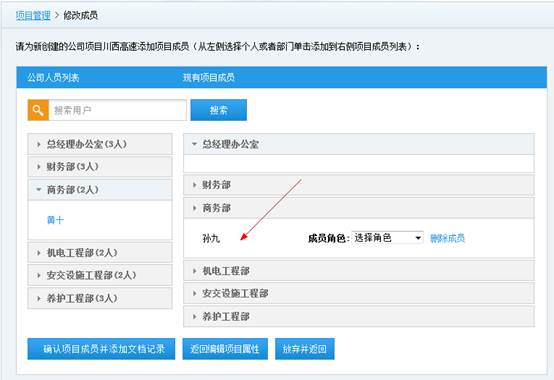 项目管理 > 修改成员
请为新创建的公司项目川西高速添加项目成员（从左侧选择个人或者部门单击添加到右侧项目成员列表）:
公司人员列表 现有项目成员
搜索用户 搜索
总经理办公室(3人) 总经理办公室
财务部(3人)
财务部
商务部(2人)
商务部
黄十
孙九 成员角色: 选择角色 删除成员
机电工程部(2人)
机电工程部
安交设施工程部(2人)
安交设施工程部
养护工程部(3人)
养护工程部
确认项目成员并添加文档记录 返回编辑项目属性 放弃并返回